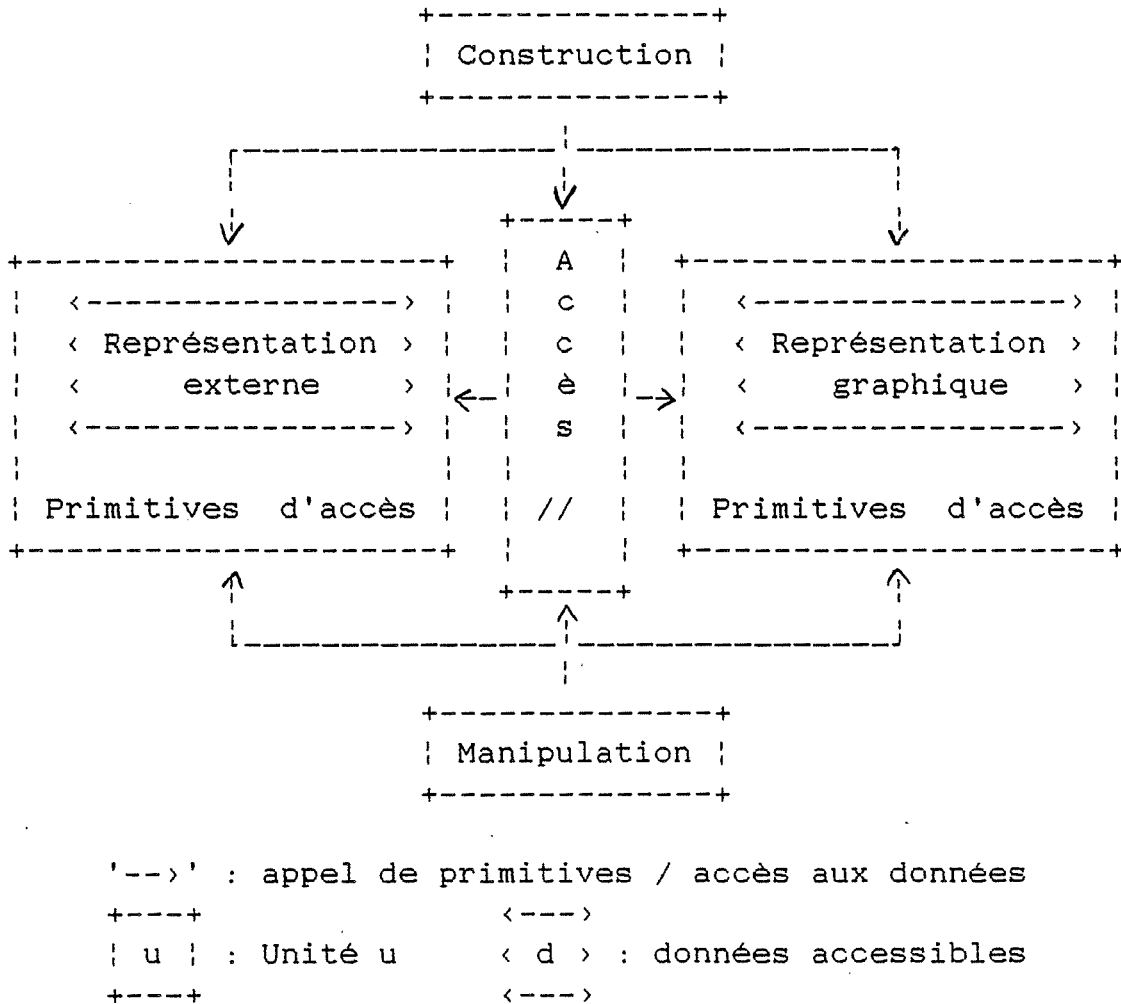 Construction
Accès //
Représentation
externe
Primitives d'accès
Représentation
graphique
Primitives d'accès
Manipulation
'-->' : appel de primitives / accès aux données
u : Unité u
d : données accessibles